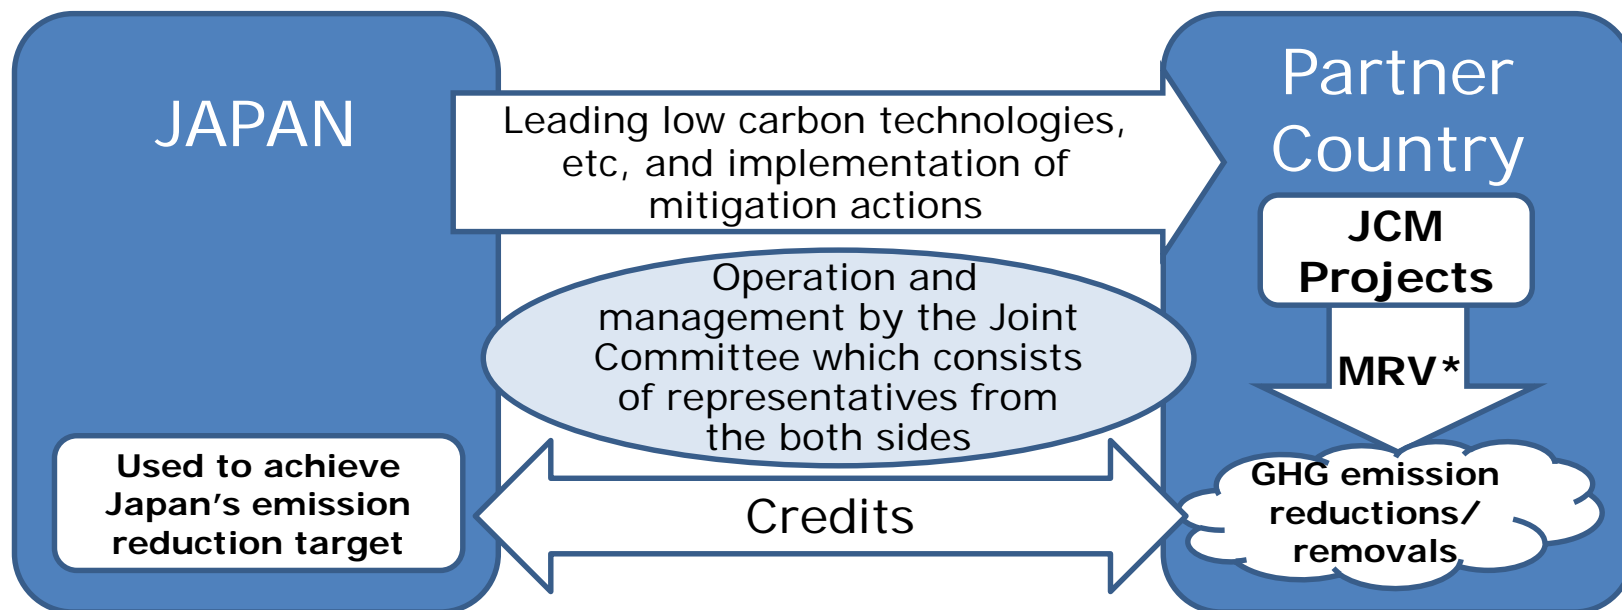 JAPAN
Leading low carbon technologies,
etc, and implementation of
mitigation actions
Partner
Country
JCM
Projects
Operation and
management by the Joint
Committee which consists
of representatives from
the both sides
MRV*
Used to achieve
Japan’s emission
reduction target
Credits
GHG emission
reductions/
removals